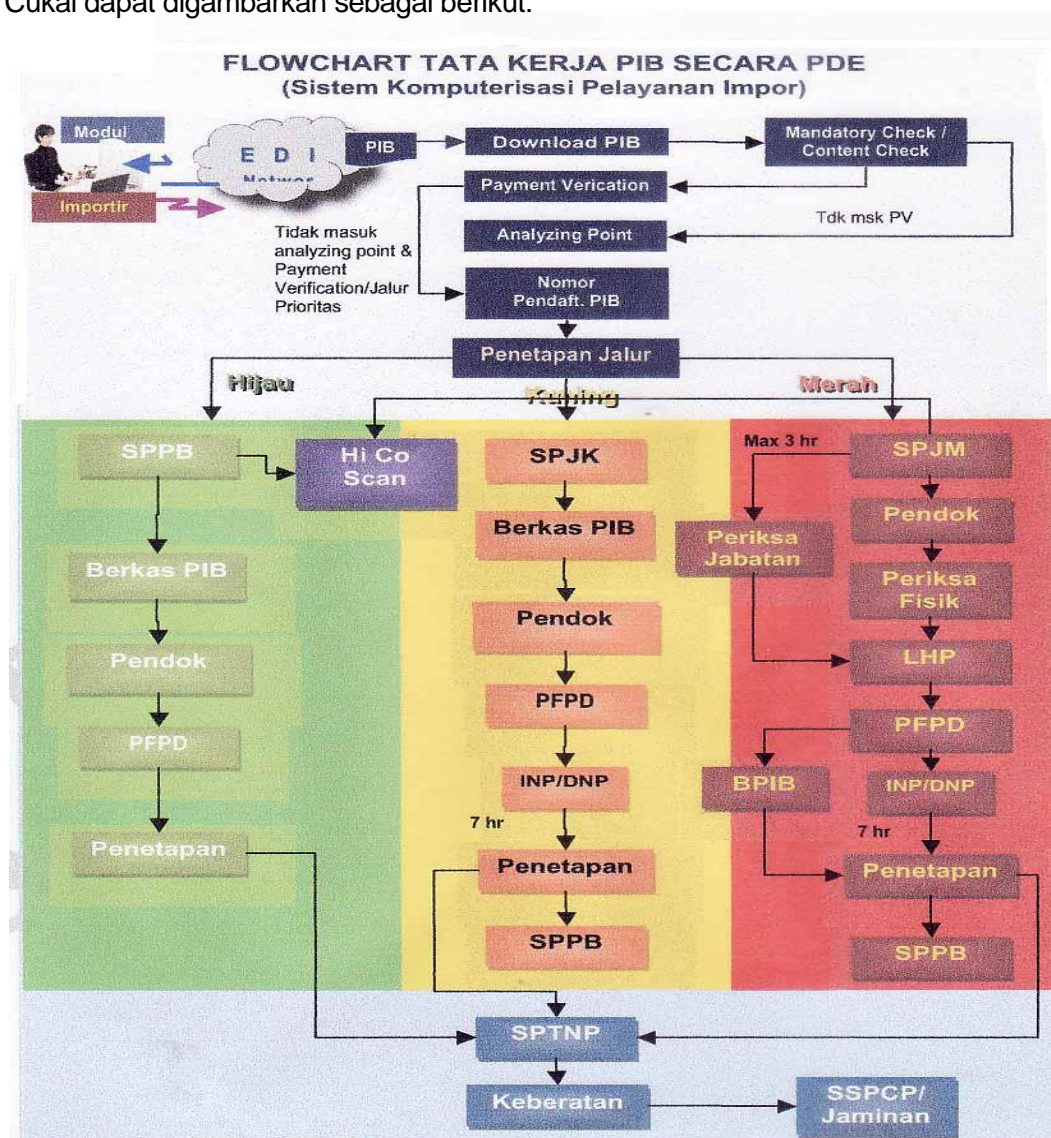 Cukai dapat digambarkan sebagai berikut:
FLOWCHART TATA KERJA PIB SECARA PDE
(Sistem Komputerisasi Pelayanan Impor)
Modul
Importir
E D I
PIB
Download PIB
Mandatory Check /
Content Check
Payment Verication
Tdk msk PV
Analyzing Point
Tidak masuk
analyzing point &
Payment
Verification/Jalur
Prioritas
Nomor
Pendaft. PIB
Penetapan Jalur
Hijau
Kuning
Merah
SPPB
Berkas PIB
Pendok
PFPD
Penetapan
Hi Co
Scan
SPJK
Berkas PIB
Pendok
PFPD
INP/DNP
7 hr
Penetapan
SPPB
Max 3 hr
SPJM
Pendok
Periksa
Jabatan
Periksa
Fisik
LHP
PFPD
BPIB
INP/DNP
7 hr
Penetapan
SPPB
SPTNP
Keberatan
SSPCP/
Jaminan